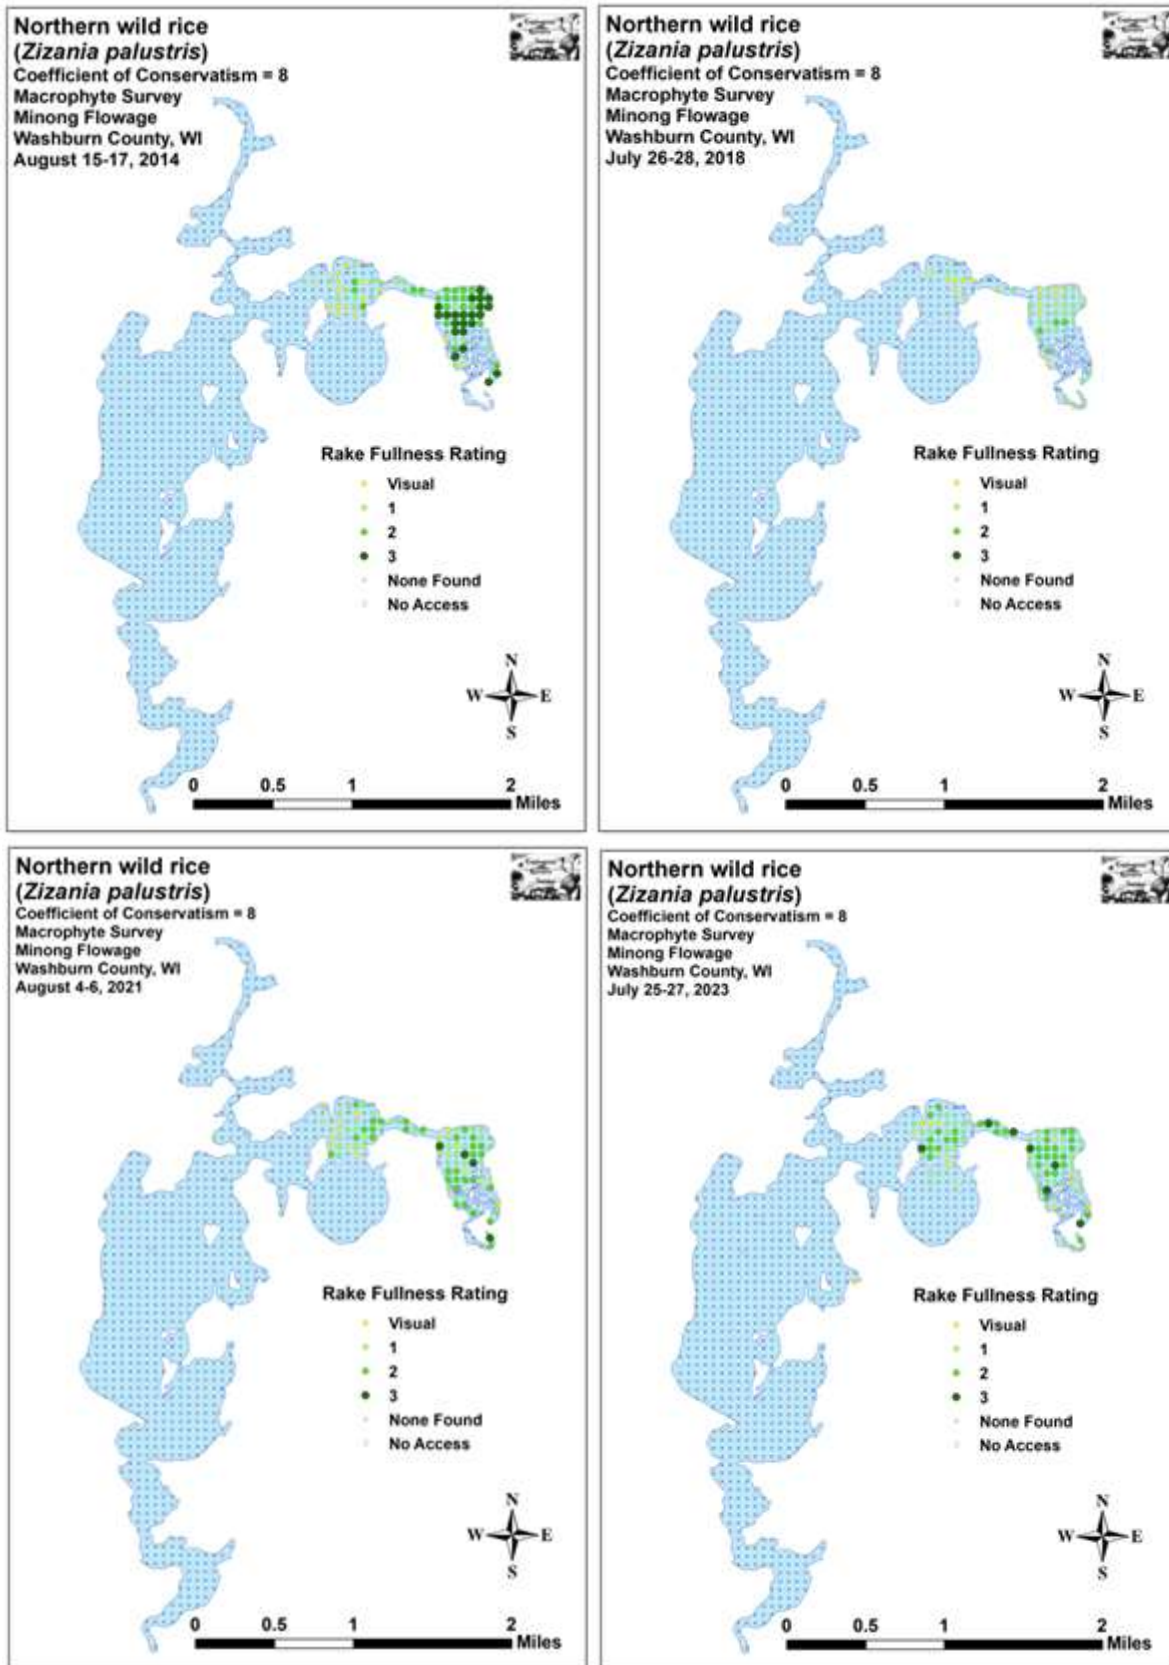 Northern wild rice
(Zizania palustris)
Coefficient of Conservatism = 8
Macrophyte Survey
Minong Flowage
Washburn County, WI
August 15-17, 2014
Rake Fullness Rating
Visual
1
2
3
None Found
No Access
N
W E
S
0 0.5 1 2
Miles
Northern wild rice
(Zizania palustris)
Coefficient of Conservatism = 8
Macrophyte Survey
Minong Flowage
Washburn County, WI
July 26-28, 2018
Rake Fullness Rating
Visual
1
2
3
None Found
No Access
N
W E
S
0 0.5 1 2
Miles
Northern wild rice
(Zizania palustris)
Coefficient of Conservatism = 8
Macrophyte Survey
Minong Flowage
Washburn County, WI
August 4-6, 2021
Rake Fullness Rating
Visual
1
2
3
None Found
No Access
N
W E
S
0 0.5 1 2
Miles
Northern wild rice
(Zizania palustris)
Coefficient of Conservatism = 8
Macrophyte Survey
Minong Flowage
Washburn County, WI
July 25-27, 2023
Rake Fullness Rating
Visual
1
2
3
None Found
No Access
N
W E
S
0 0.5 1 2
Miles